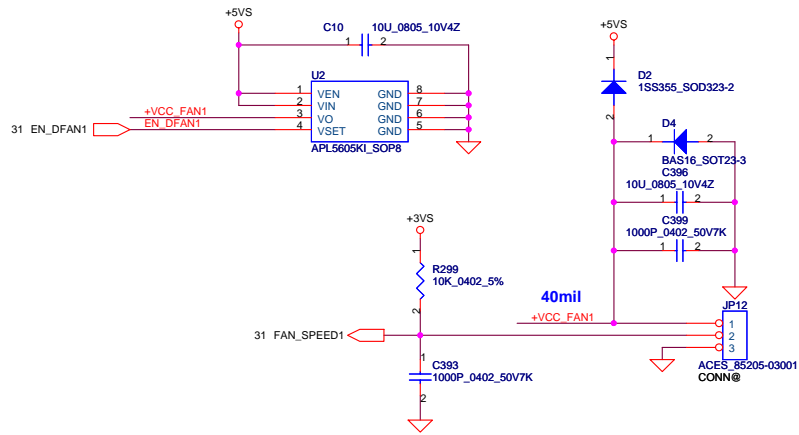 +5VS
C10 10U_0805_10V4Z
1 2
U2
1 VEN GND 8
2 VIN GND 7
+VCC_FAN1 3 VO GND 6
31 EN_DFAN1 EN_DFAN1 4 VSET GND 5
APL5605KI_SOP8
+5VS
1
D2
1SS355_SOD323-2
2
D4
1 2
BAS16_SOT23-3
C396
10U_0805_10V4Z
1 2
C399
1000P_0402_50V7K
1 2
+3VS
1
R299
10K_0402_5%
2
40mil
+VCC_FAN1
31 FAN_SPEED1
1
C393
1000P_0402_50V7K
2
JP12
1
2
3
ACES_85205-03001
CONN@